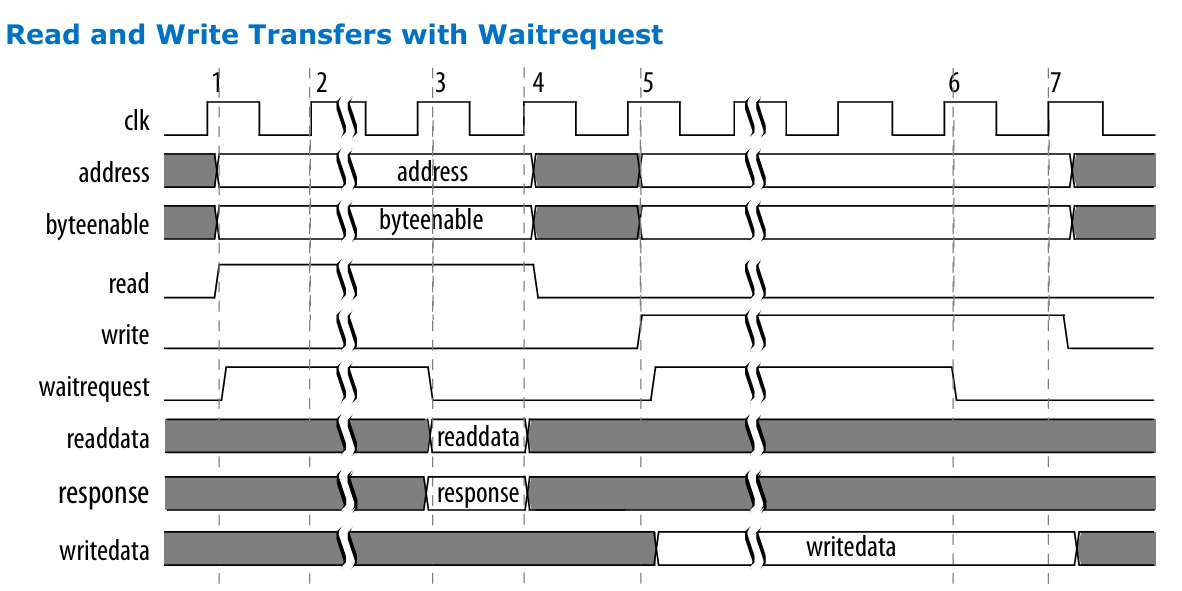 Read and Write Transfers with Waitrequest
1 2 3 4 5 6 7
clk
address address
byteenable byteenable
read
write
waitrequest
readdata readdata
response response
writedata writedata